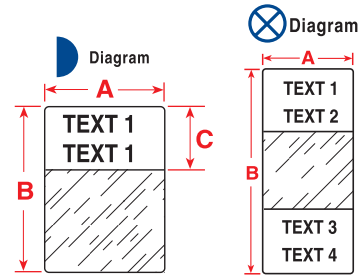 Diagram
A
TEXT 1
TEXT 1
B
C
Diagram
A
TEXT 1
TEXT 2
B
TEXT 3
TEXT 4